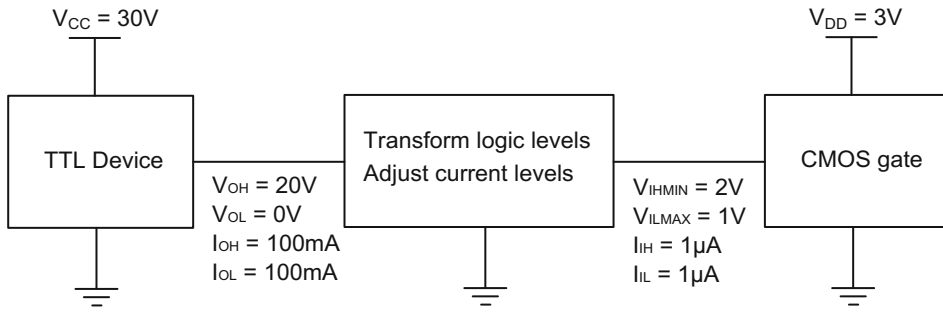 VCC = 30V
VDD = 3V
TTL Device
Transform logic levels
Adjust current levels
CMOS gate
VOH = 20V
VOL = 0V
IOH = 100mA
IOL = 100mA
VIHMIN = 2V
VILMAX = 1V
IIH = 1µA
IIL = 1µA